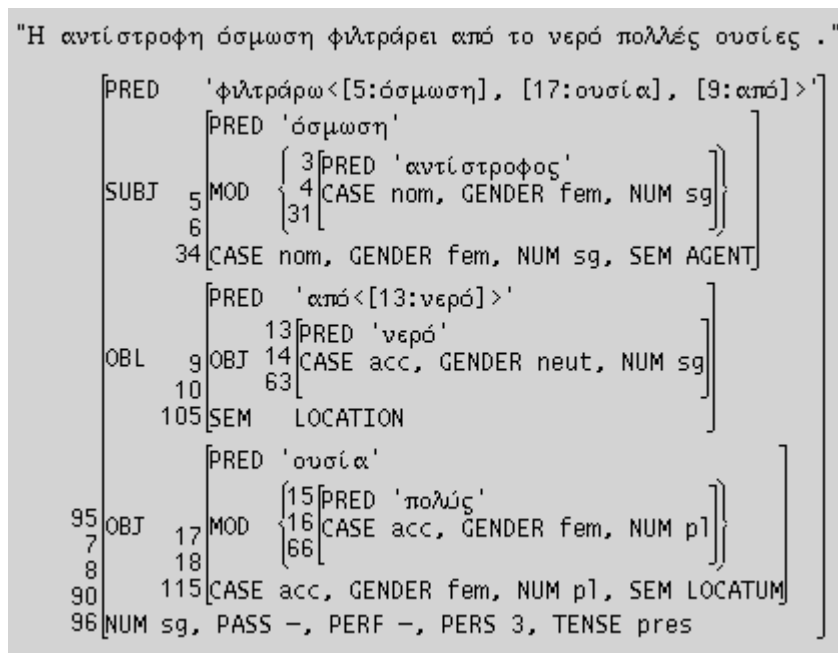 "Η αντίστροφη όσμωση φιλτράρει από το νερό πολλές ουσίες ."
PRED 'φιλτράρω<[5:όσμωση], [17:ουσία], [9:από]>'
PRED 'όσμωση'
3 PRED 'αντίστροφος'
SUBJ 5 MOD 4 CASE nom, GENDER fem, NUM sg
6 31
34 CASE nom, GENDER fem, NUM sg, SEM AGENT
PRED 'από<[13:νερό]>'
13 PRED 'νερό'
OBL 9 OBJ 14 CASE acc, GENDER neut, NUM sg
10 63
105 SEM LOCATION
PRED 'ουσία'
15 PRED 'πολύς'
95 OBJ 17 MOD 16 CASE acc, GENDER fem, NUM pl
7 18 66
8
90 115 CASE acc, GENDER fem, NUM pl, SEM LOCATUM
96 NUM sg, PASS −, PERF −, PERS 3, TENSE pres